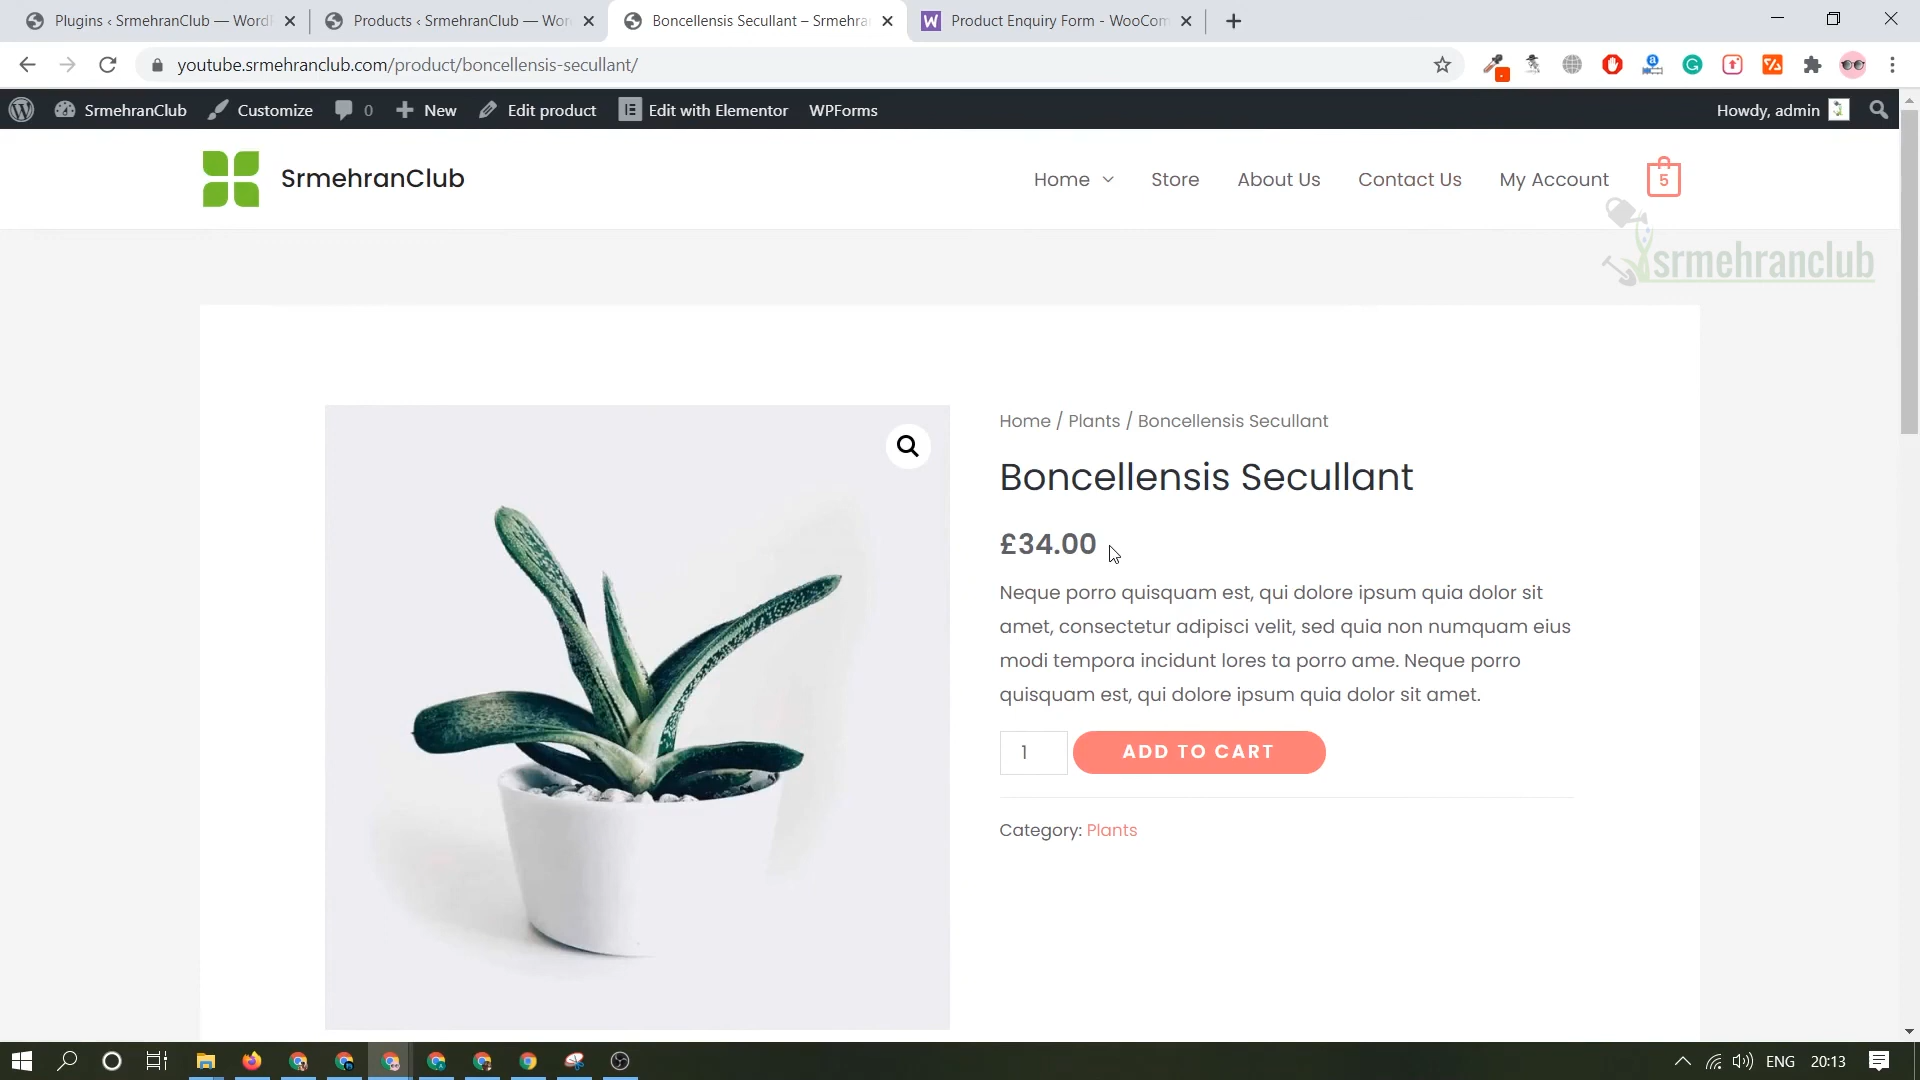 Plugins ‹ SrmehranClub — WordP
Products ‹ SrmehranClub — Wor
Boncellensis Secullant – Srmehra
Product Enquiry Form - WooCom
youtube.srmehranclub.com/product/boncellensis-secullant/
SrmehranClub
Customize
0
New
Edit product
Edit with Elementor
WPForms
Howdy, admin
SrmehranClub
Home
Store
About Us
Contact Us
My Account
5
srmehranclub
Home / Plants / Boncellensis Secullant
Boncellensis Secullant
£34.00
Neque porro quisquam est, qui dolore ipsum quia dolor sit
amet, consectetur adipisci velit, sed quia non numquam eius
modi tempora incidunt lores ta porro ame. Neque porro
quisquam est, qui dolore ipsum quia dolor sit amet.
1
ADD TO CART
Category: Plants
ENG
20:13